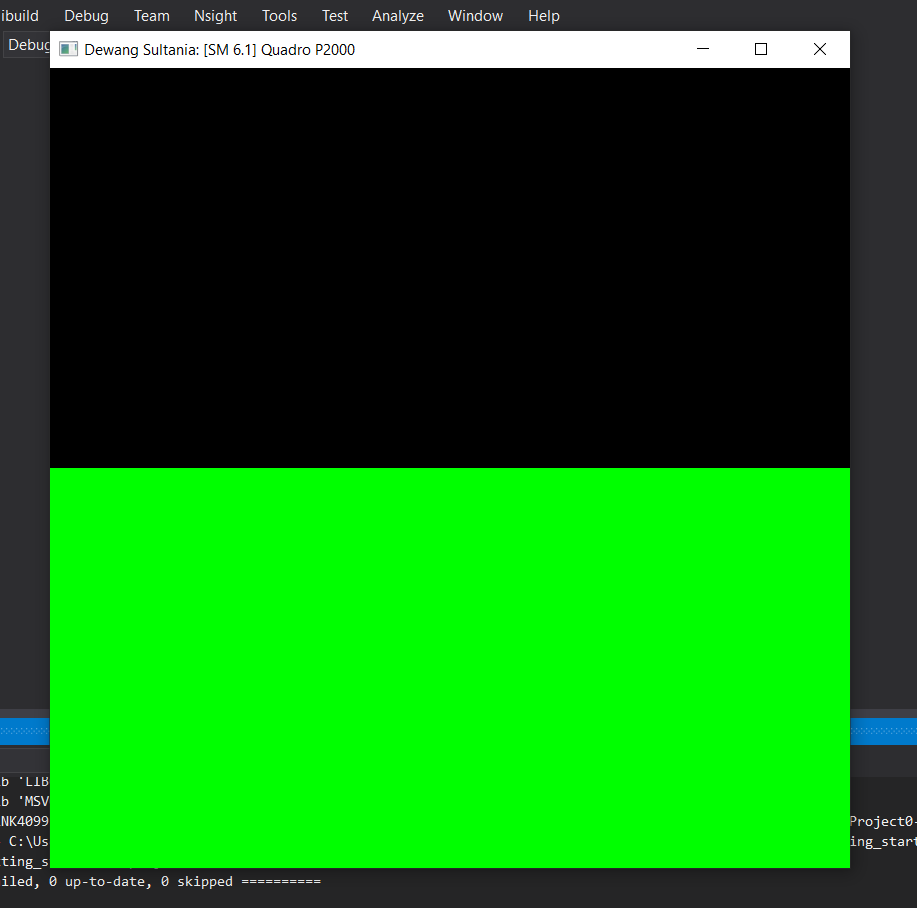 ibuild Debug Team Nsight Tools Test Analyze Window Help
Debug
Dewang Sultania: [SM 6.1] Quadro P2000
b 'LIB
b 'MSV
NK4099 Project0-
C:\Us ing_start
ting_s
iled, 0 up-to-date, 0 skipped ==========